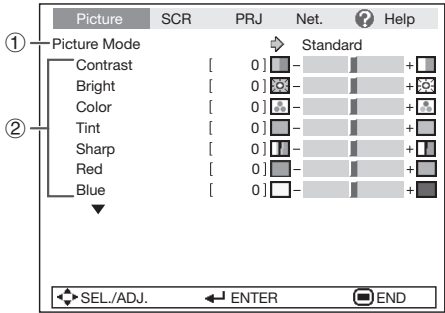 Picture SCR PRJ Net. ? Help
① Picture Mode Standard
② Contrast [ 0 ] − +
Bright [ 0 ] − +
Color [ 0 ] − +
Tint [ 0 ] − +
Sharp [ 0 ] − +
Red [ 0 ] − +
Blue [ 0 ] − +
SEL./ADJ. ENTER END